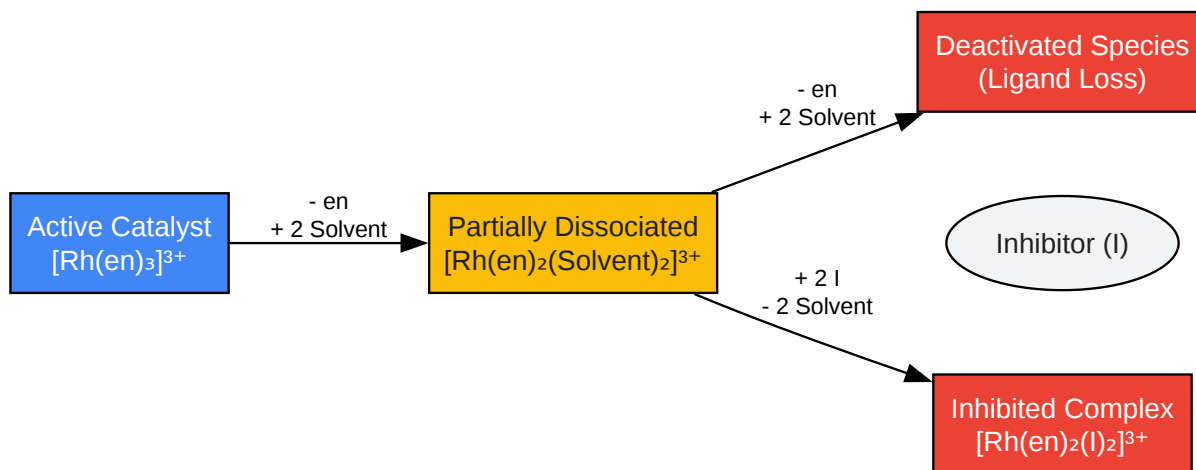 Active Catalyst
[Rh(en)₃]³⁺
- en
+ 2 Solvent
Partially Dissociated
[Rh(en)₂(Solvent)₂]³⁺
- en
+ 2 Solvent
Deactivated Species
(Ligand Loss)
Inhibitor (I)
+ 2 I
- 2 Solvent
Inhibited Complex
[Rh(en)₂(I)₂]³⁺